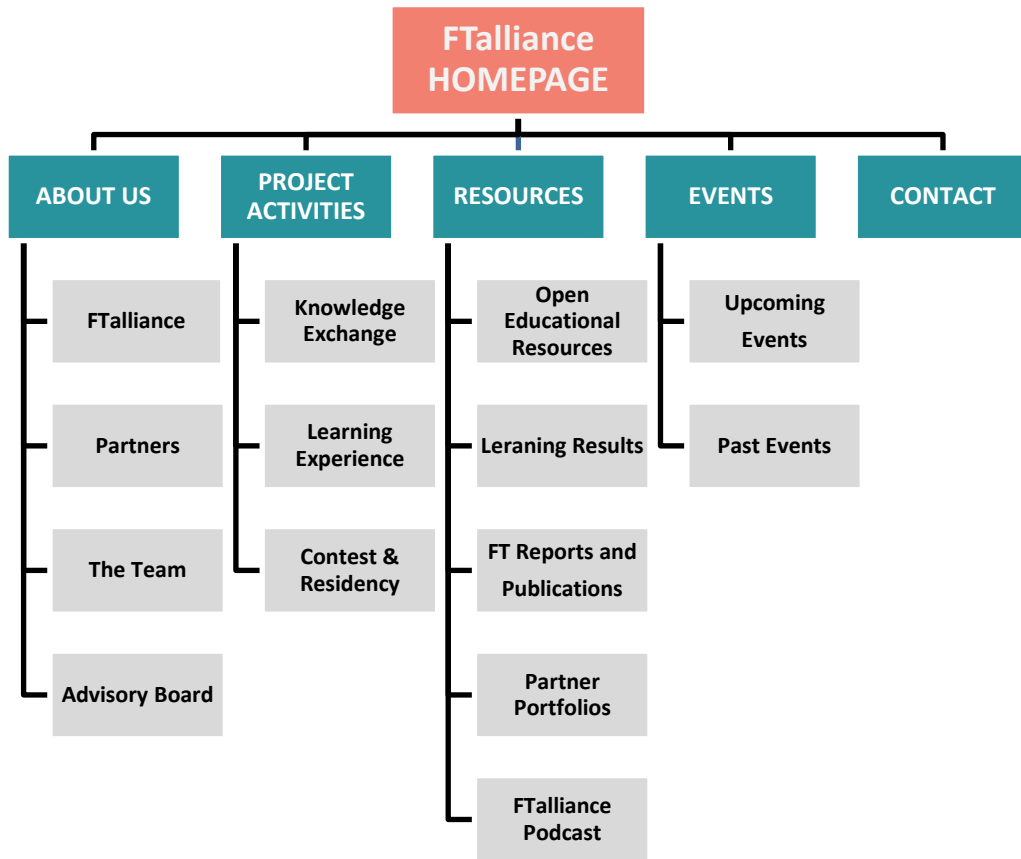 FTalliance
HOMEPAGE
ABOUT US
PROJECT
ACTIVITIES
RESOURCES
EVENTS
CONTACT
FTalliance
Partners
The Team
Advisory Board
Knowledge
Exchange
Learning
Experience
Contest &
Residency
Open
Educational
Resources
Leraning Results
FT Reports and
Publications
Partner
Portfolios
FTalliance
Podcast
Upcoming
Events
Past Events